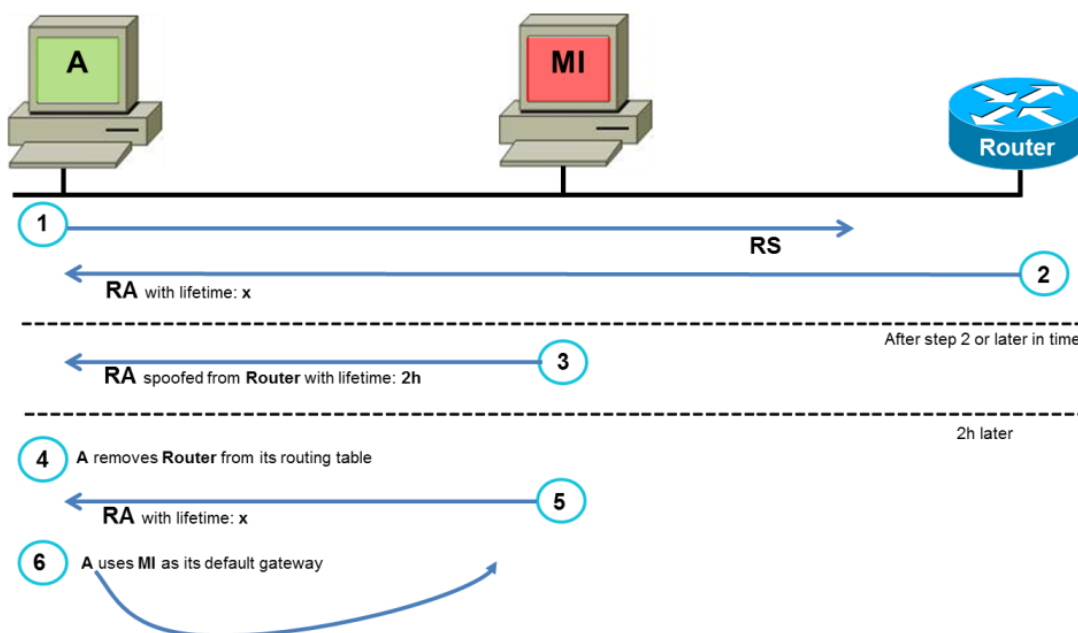 A
MI
Router
1
RS
2
RA with lifetime: x
After step 2 or later in time
3
RA spoofed from Router with lifetime: 2h
2h later
4
A removes Router from its routing table
5
RA with lifetime: x
6
A uses MI as its default gateway